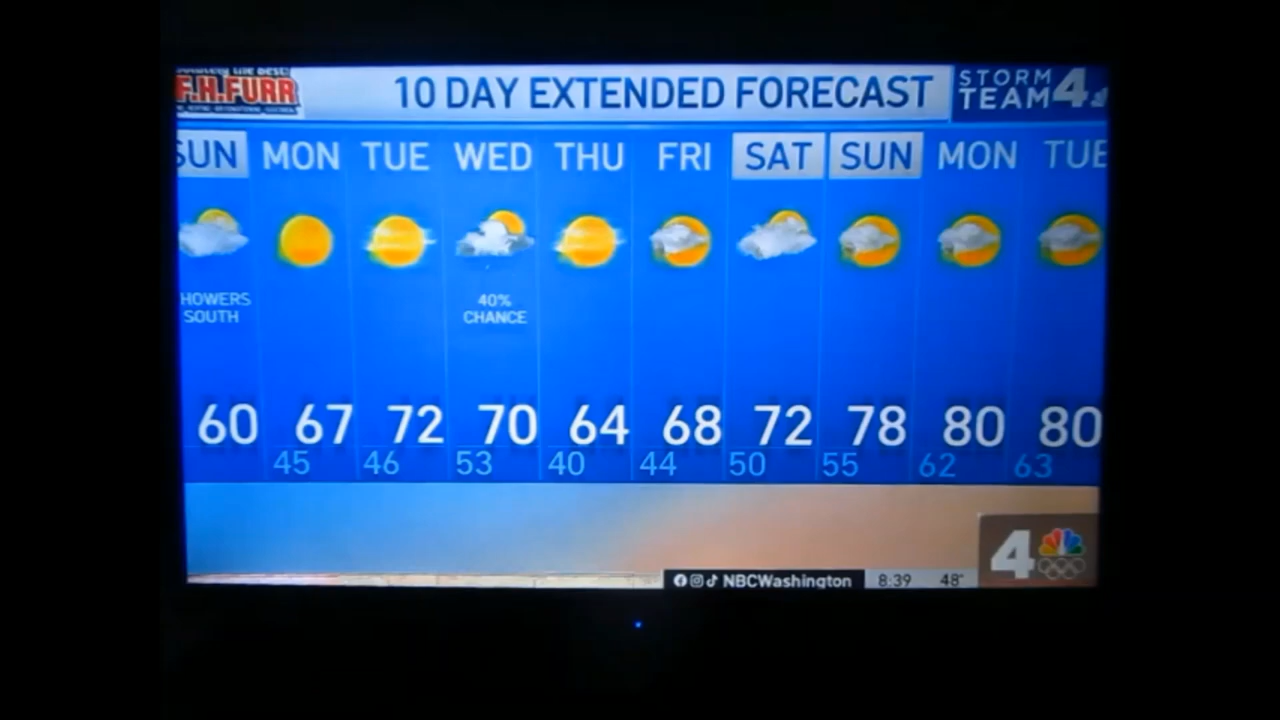 F.H.FURR
10 DAY EXTENDED FORECAST
STORM
TEAM 4
SUN MON TUE WED THU FRI SAT SUN MON TUE
HOWERS
SOUTH
40%
CHANCE
60 67 72 70 64 68 72 78 80 80
45 46 53 40 44 50 55 62 63
4
NBCWashington 8:39 48°